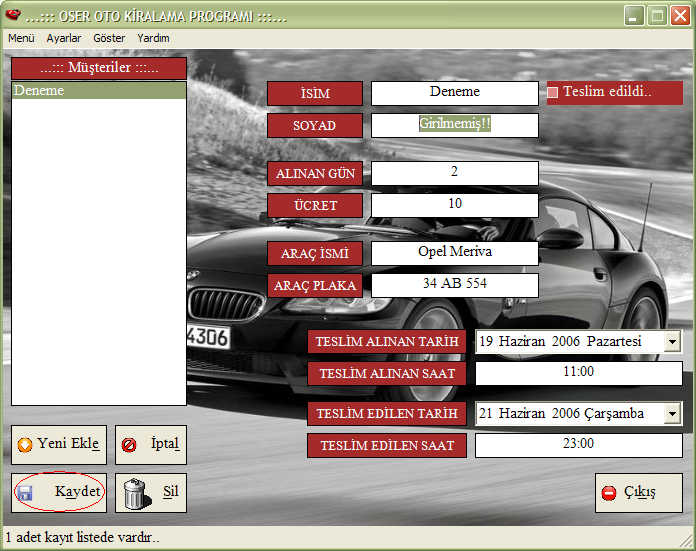 ...::: OSER OTO KİRALAMA PROGRAMI :::...
Menü Ayarlar Göster Yardım
...::: Müşteriler :::...
Deneme
İSİM Deneme Teslim edildi..
SOYAD Girilmemiş!!
ALINAN GÜN 2
ÜCRET 10
ARAÇ İSMİ Opel Meriva
ARAÇ PLAKA 34 AB 554
4306
TESLİM ALINAN TARİH 19 Haziran 2006 Pazartesi
TESLİM ALINAN SAAT 11:00
TESLİM EDİLEN TARİH 21 Haziran 2006 Çarşamba
TESLİM EDİLEN SAAT 23:00
Yeni Ekle İptal
Kaydet Sil Çıkış
1 adet kayıt listede vardır..